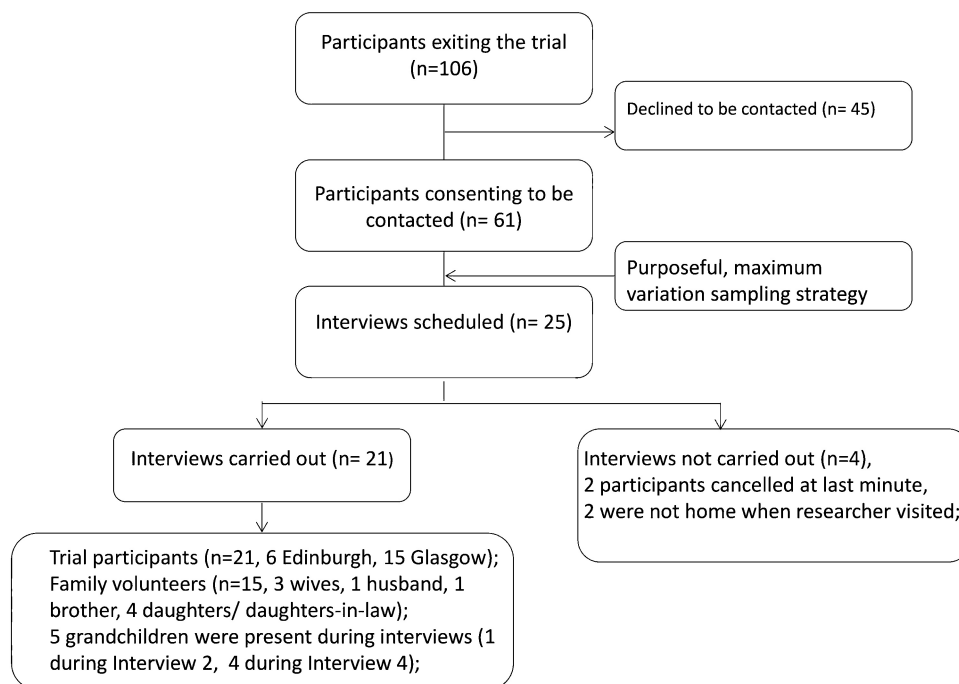 Participants exiting the trial
(n=106)
Declined to be contacted (n= 45)
Participants consenting to be
contacted (n= 61)
Purposeful, maximum
variation sampling strategy
Interviews scheduled (n= 25)
Interviews carried out (n= 21)
Interviews not carried out (n=4),
2 participants cancelled at last minute,
2 were not home when researcher visited;
Trial participants (n=21, 6 Edinburgh, 15 Glasgow);
Family volunteers (n=15, 3 wives, 1 husband, 1
brother, 4 daughters/ daughters-in-law);
5 grandchildren were present during interviews (1
during Interview 2, 4 during Interview 4);